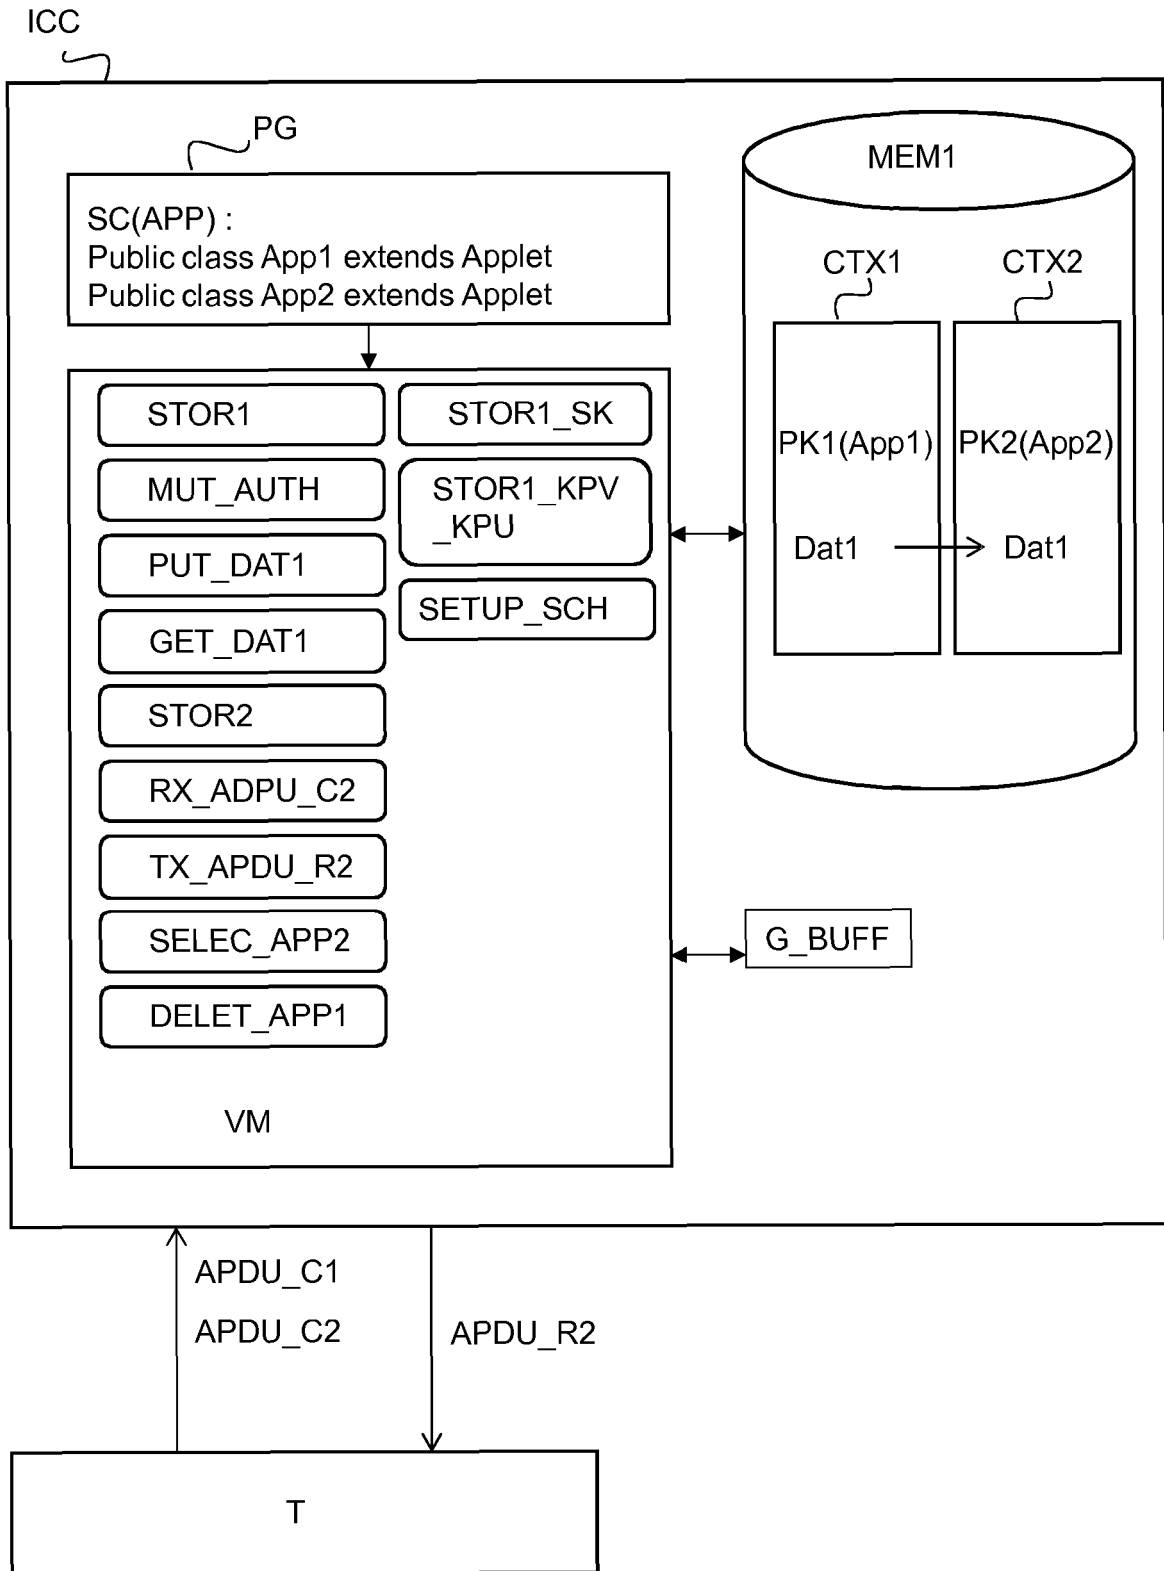 ICC
PG
SC(APP) :
Public class App1 extends Applet
Public class App2 extends Applet
MEM1
CTX1
CTX2
PK1(App1)
PK2(App2)
Dat1
Dat1
STOR1
MUT_AUTH
PUT_DAT1
GET_DAT1
STOR2
RX_ADPU_C2
TX_APDU_R2
SELEC_APP2
DELET_APP1
STOR1_SK
STOR1_KPV
_KPU
SETUP_SCH
VM
G_BUFF
APDU_C1
APDU_C2
APDU_R2
T